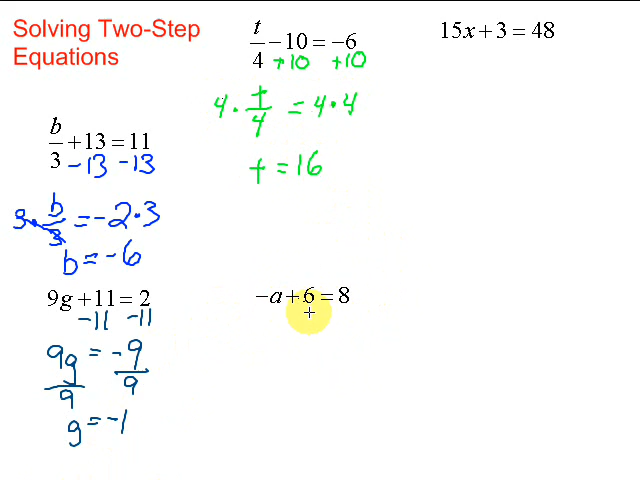 Solving Two-Step
Equations
b/3 +13 = 11
-13 -13
3 · b/3 = -2 · 3
b = -6
9g +11 = 2
-11 -11
9g/9 = -9/9
g = -1
t/4 -10 = -6
+10 +10
4 · t/4 = 4 · 4
t = 16
-a + 6 = 8
15x + 3 = 48